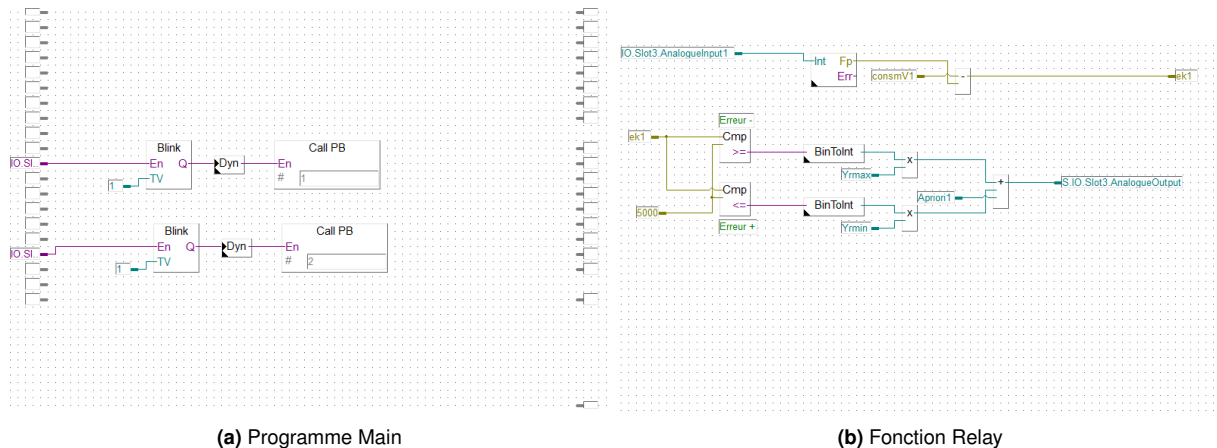 Blink
Call PB
IO.SI...
En Q
Dyn
En
TV
#
1
1
Blink
Call PB
IO.SI...
En Q
Dyn
En
TV
#
1
2
(a) Programme Main
IO.Slot3.AnalogueInput1
Int Fp
Err
consmV1
-
ek1
Erreur -
ek1
Cmp
>=
BinToInt
x
Yrmax
+
S.IO.Slot3.AnalogueOutput
Apriori1
Cmp
<=
5000
BinToInt
x
Erreur +
Yrmin
(b) Fonction Relay